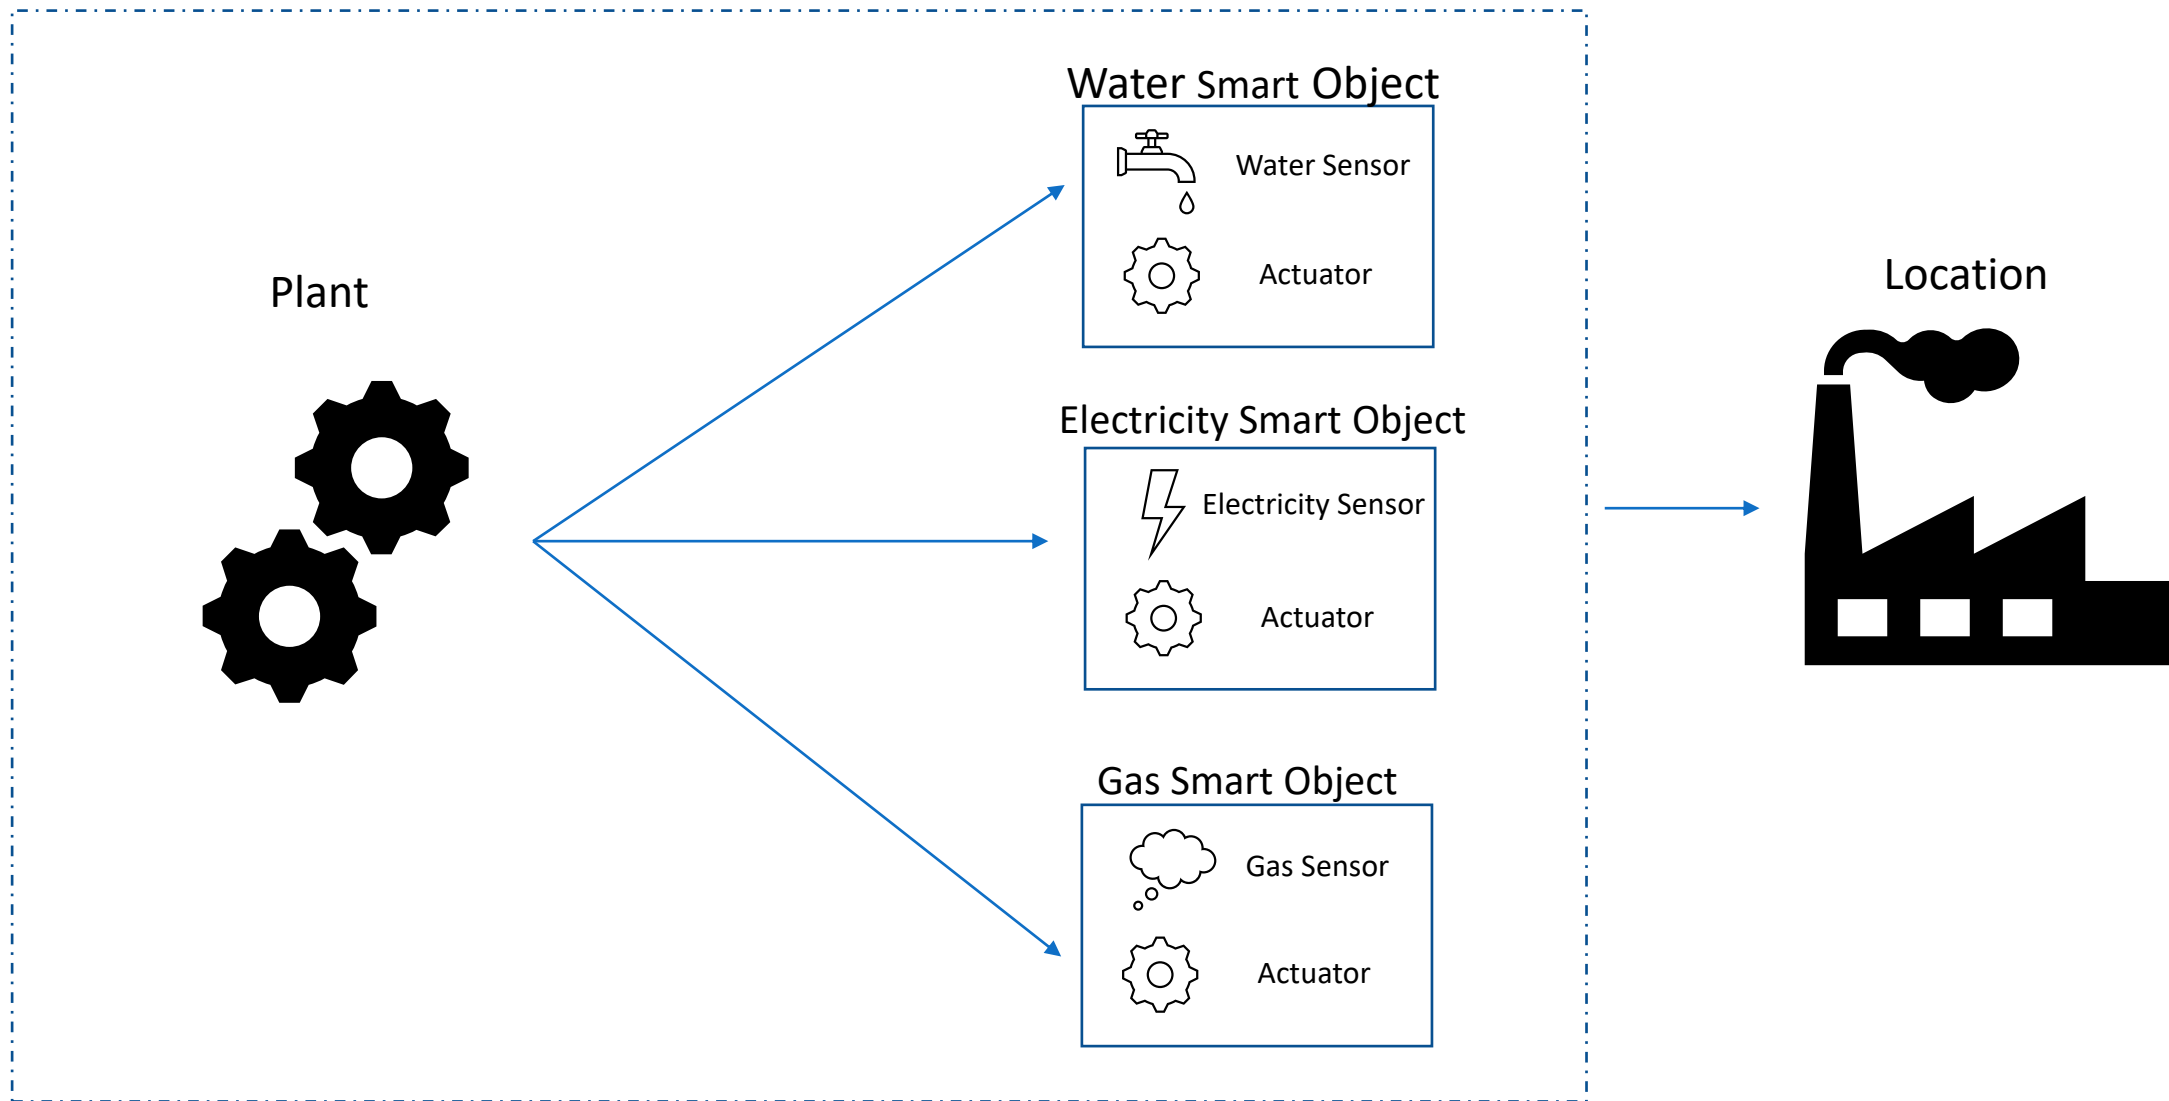 Plant
Water Smart Object
Water Sensor
Actuator
Electricity Smart Object
Electricity Sensor
Actuator
Gas Smart Object
Gas Sensor
Actuator
Location